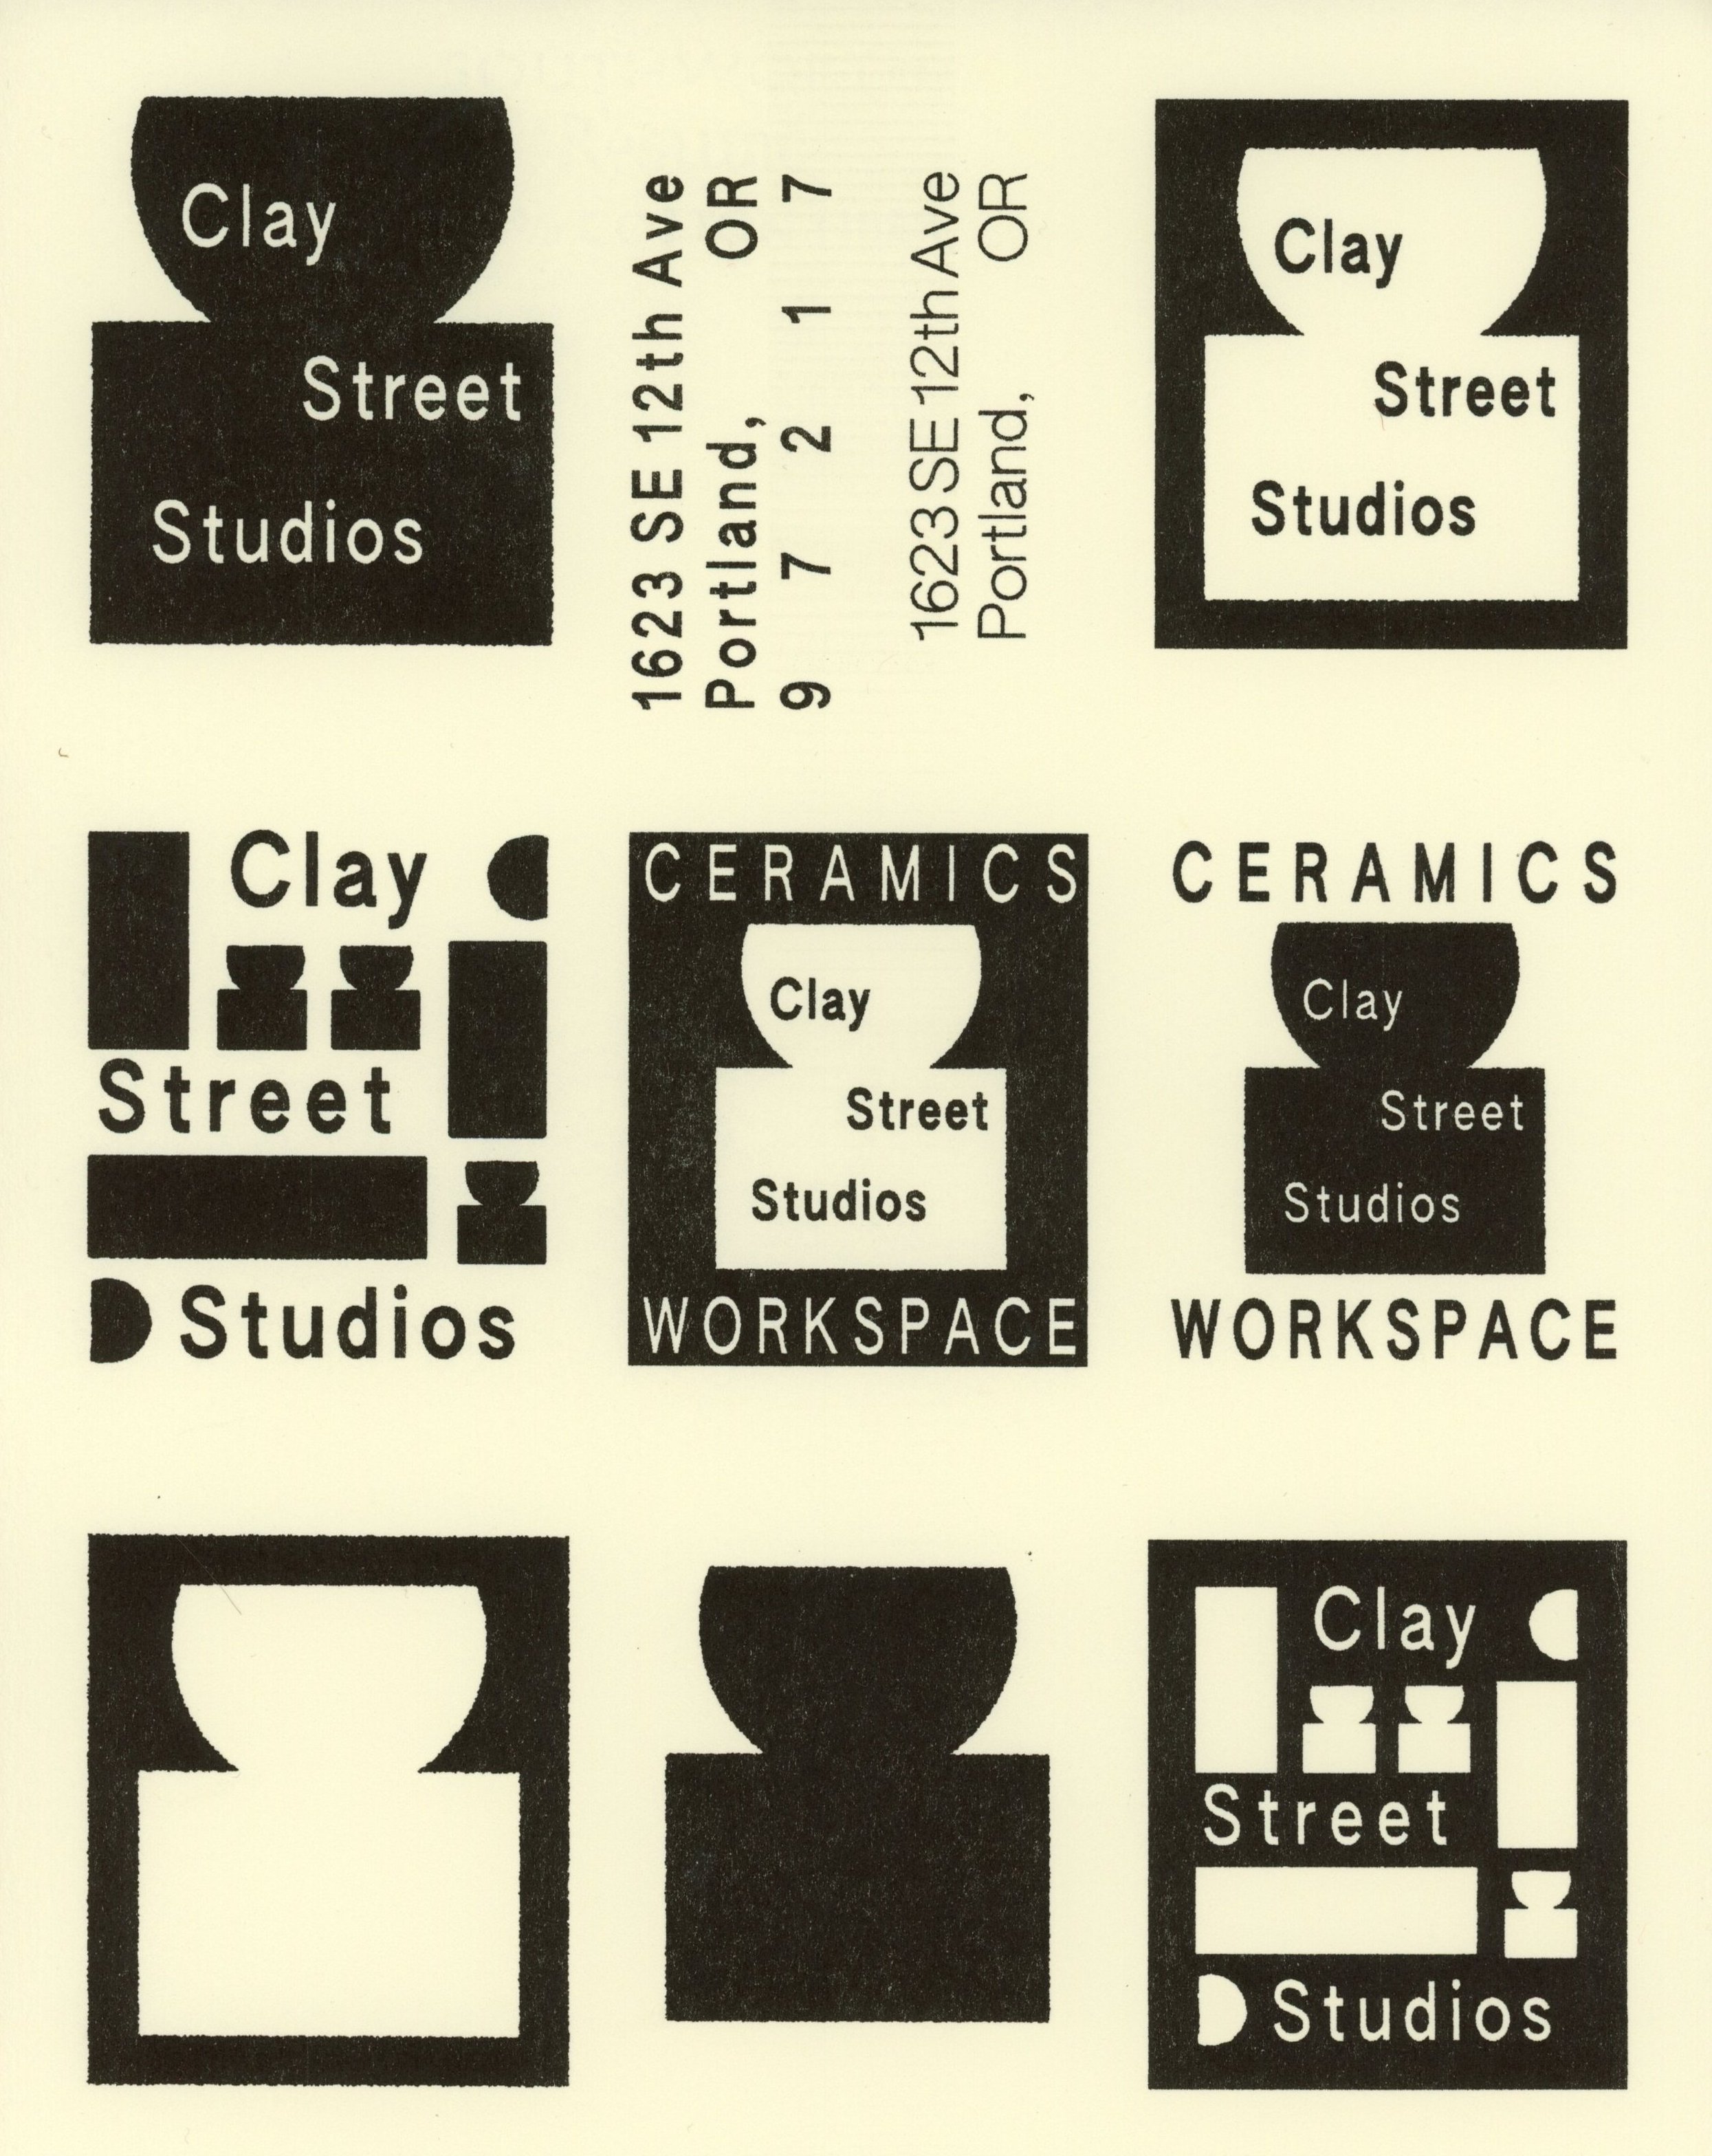 Clay
Street
Studios
1623 SE 12th Ave
Portland, OR
9 7 2 1 7
1623 SE 12th Ave
Portland, OR
Clay
Street
Studios
Clay
Street
Studios
CERAMICS
Clay
Street
Studios
WORKSPACE
CERAMICS
Clay
Street
Studios
WORKSPACE
Clay
Street
Studios